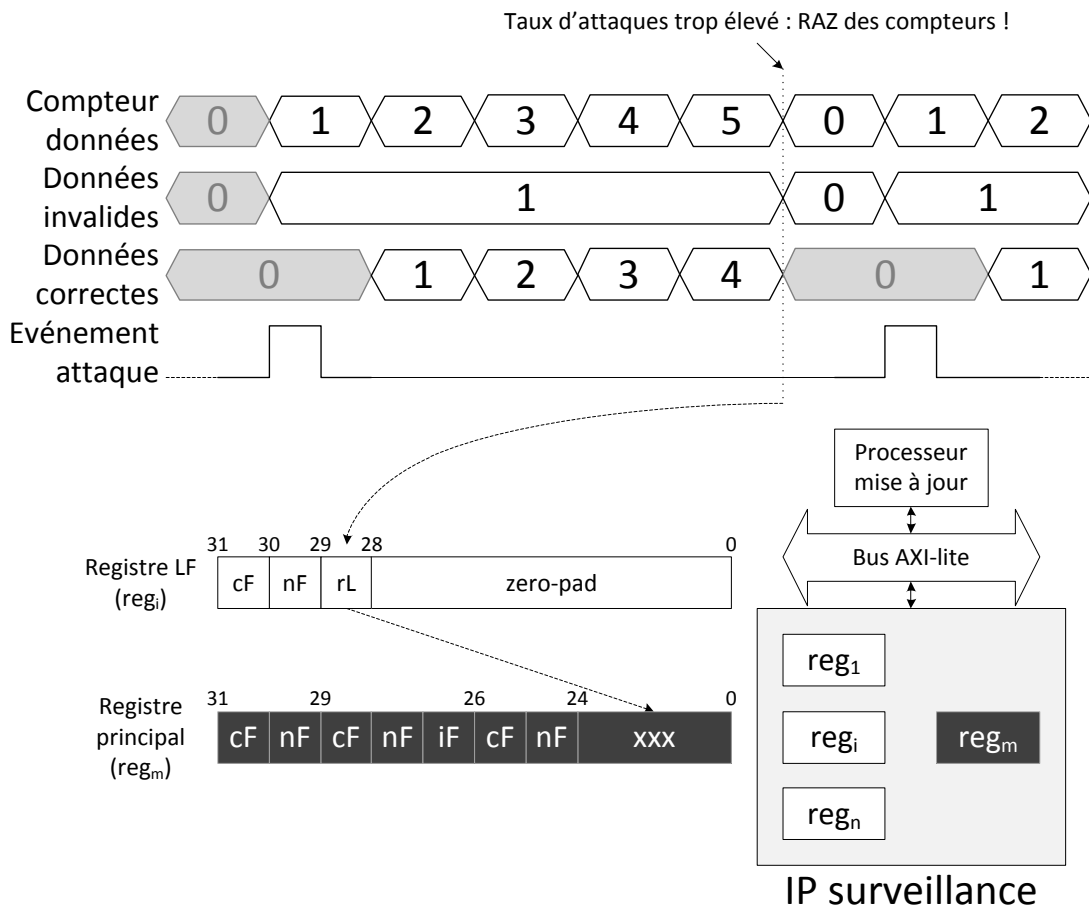 Taux d'attaques trop élevé : RAZ des compteurs !
Compteur
données
0 1 2 3 4 5 0 1 2
Données
invalides
0 1 0 1
Données
correctes
0 1 2 3 4 0 1
Evénement
attaque
Processeur
mise à jour
Bus AXI-lite
31 30 29 28 0
Registre LF
(regi)
cF nF rL zero-pad
31 29 26 24 0
Registre
principal
(regm)
cF nF cF nF iF cF nF xxx
reg1
regi
regm
regn
IP surveillance